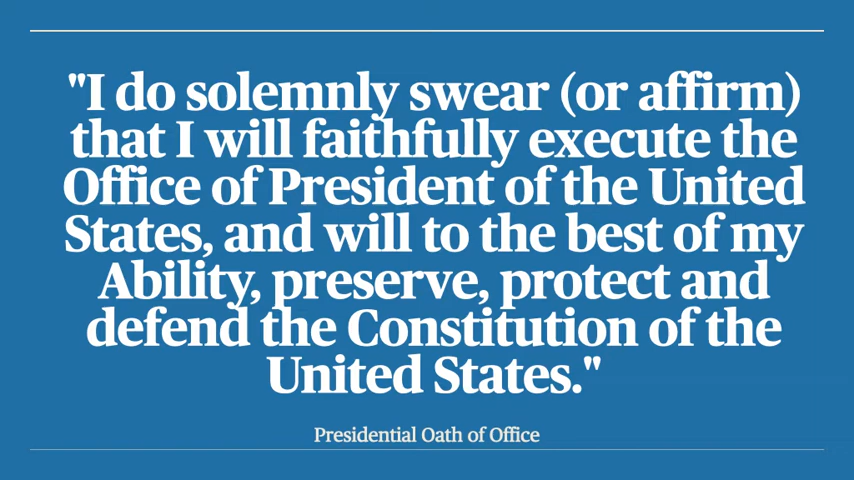 "I do solemnly swear (or affirm)
that I will faithfully execute the
Office of President of the United
States, and will to the best of my
Ability, preserve, protect and
defend the Constitution of the
United States."
Presidential Oath of Office